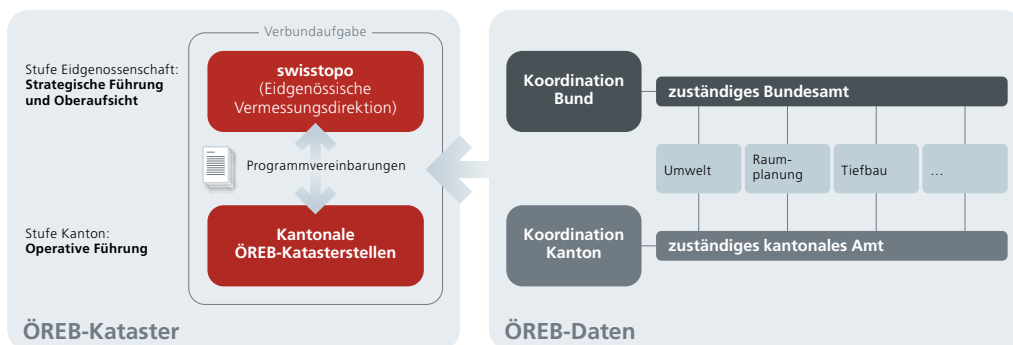 Verbundaufgabe
Stufe Eidgenossenschaft:
Strategische Führung
und Oberaufsicht
swisstopo
(Eidgenössische
Vermessungsdirektion)
Programmvereinbarungen
Stufe Kanton:
Operative Führung
Kantonale
ÖREB-Katasterstellen
ÖREB-Kataster
Koordination
Bund
zuständiges Bundesamt
Umwelt
Raum-
planung
Tiefbau
…
Koordination
Kanton
zuständiges kantonales Amt
ÖREB-Daten